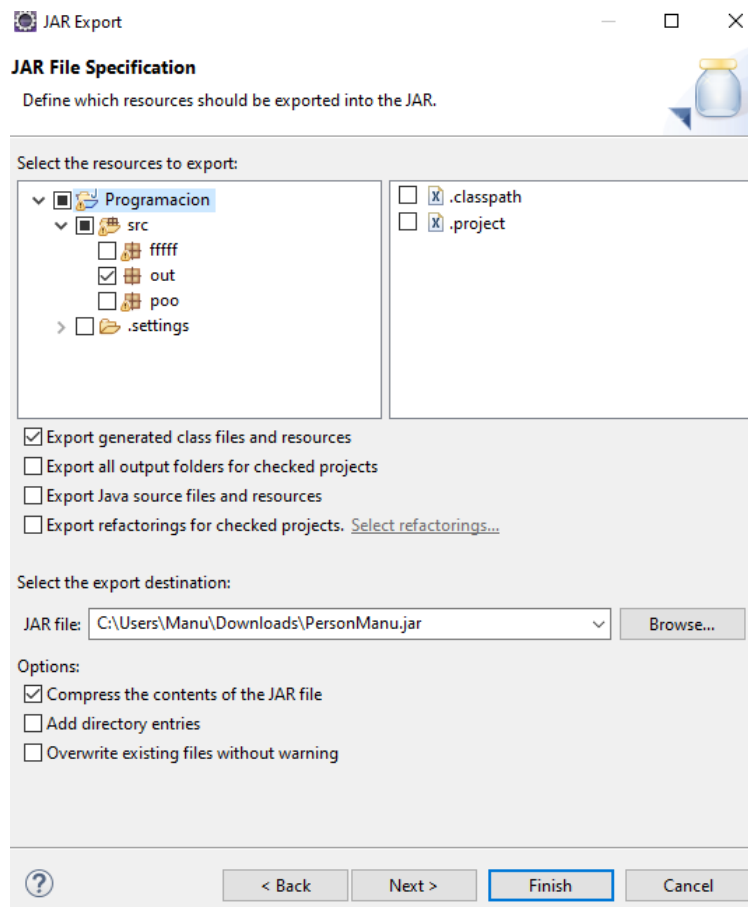 JAR Export
JAR File Specification
Define which resources should be exported into the JAR.
Select the resources to export:
Programacion
src
fffff
out
poo
.settings
.classpath
.project
Export generated class files and resources
Export all output folders for checked projects
Export Java source files and resources
Export refactorings for checked projects. Select refactorings...
Select the export destination:
JAR file: C:\Users\Manu\Downloads\PersonManu.jar Browse...
Options:
Compress the contents of the JAR file
Add directory entries
Overwrite existing files without warning
? < Back Next > Finish Cancel